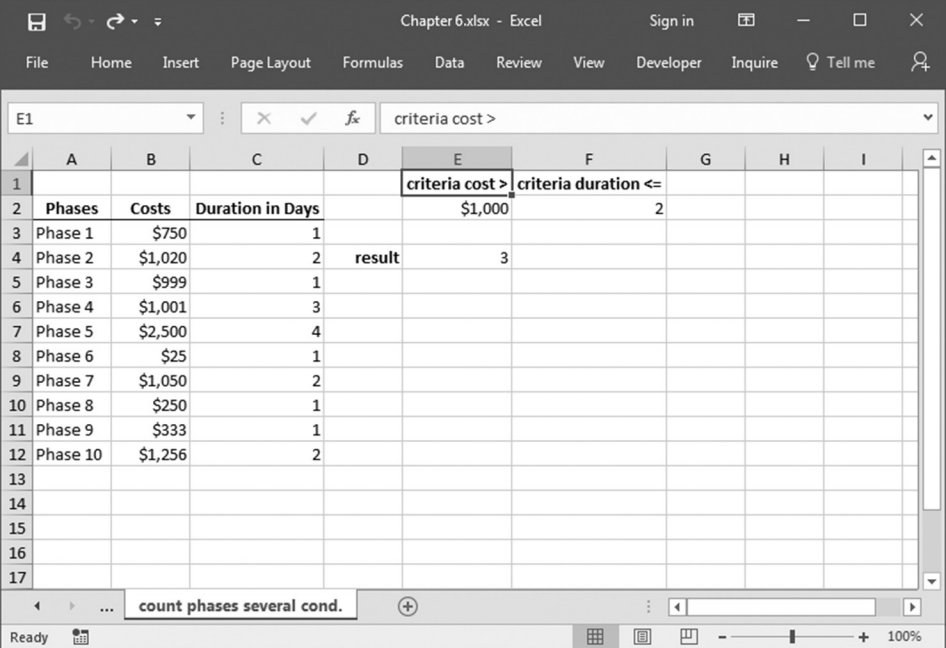 Chapter 6.xlsx - Excel Sign in
File Home Insert Page Layout Formulas Data Review View Developer Inquire Tell me
E1 fx criteria cost >
A B C D E F G H I
1 criteria cost > criteria duration <=
2 Phases Costs Duration in Days $1,000 2
3 Phase 1 $750 1
4 Phase 2 $1,020 2 result 3
5 Phase 3 $999 1
6 Phase 4 $1,001 3
7 Phase 5 $2,500 4
8 Phase 6 $25 1
9 Phase 7 $1,050 2
10 Phase 8 $250 1
11 Phase 9 $333 1
12 Phase 10 $1,256 2
13
14
15
16
17
... count phases several cond.
Ready 100%